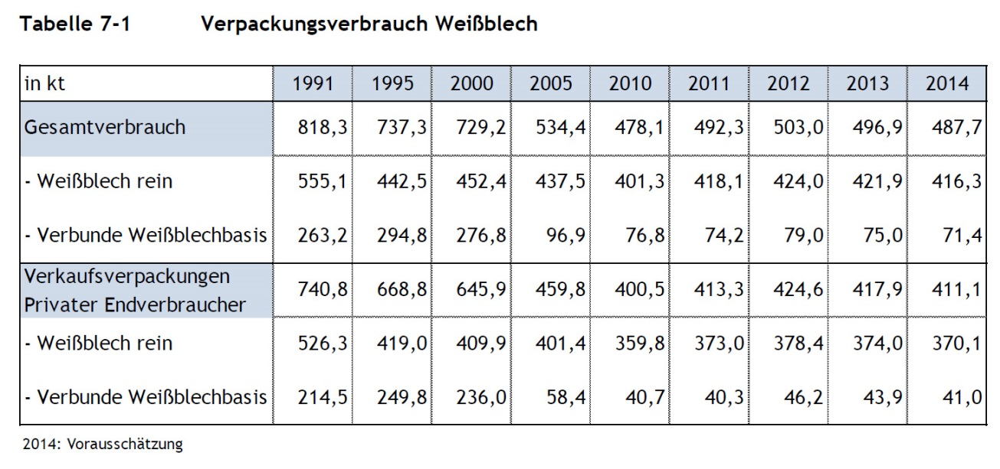 Tabelle 7-1 Verpackungsverbrauch Weißblech
in kt 1991 1995 2000 2005 2010 2011 2012 2013 2014
Gesamtverbrauch 818,3 737,3 729,2 534,4 478,1 492,3 503,0 496,9 487,7
- Weißblech rein 555,1 442,5 452,4 437,5 401,3 418,1 424,0 421,9 416,3
- Verbunde Weißblechbasis 263,2 294,8 276,8 96,9 76,8 74,2 79,0 75,0 71,4
Verkaufsverpackungen
Privater Endverbraucher 740,8 668,8 645,9 459,8 400,5 413,3 424,6 417,9 411,1
- Weißblech rein 526,3 419,0 409,9 401,4 359,8 373,0 378,4 374,0 370,1
- Verbunde Weißblechbasis 214,5 249,8 236,0 58,4 40,7 40,3 46,2 43,9 41,0
2014: Vorausschätzung